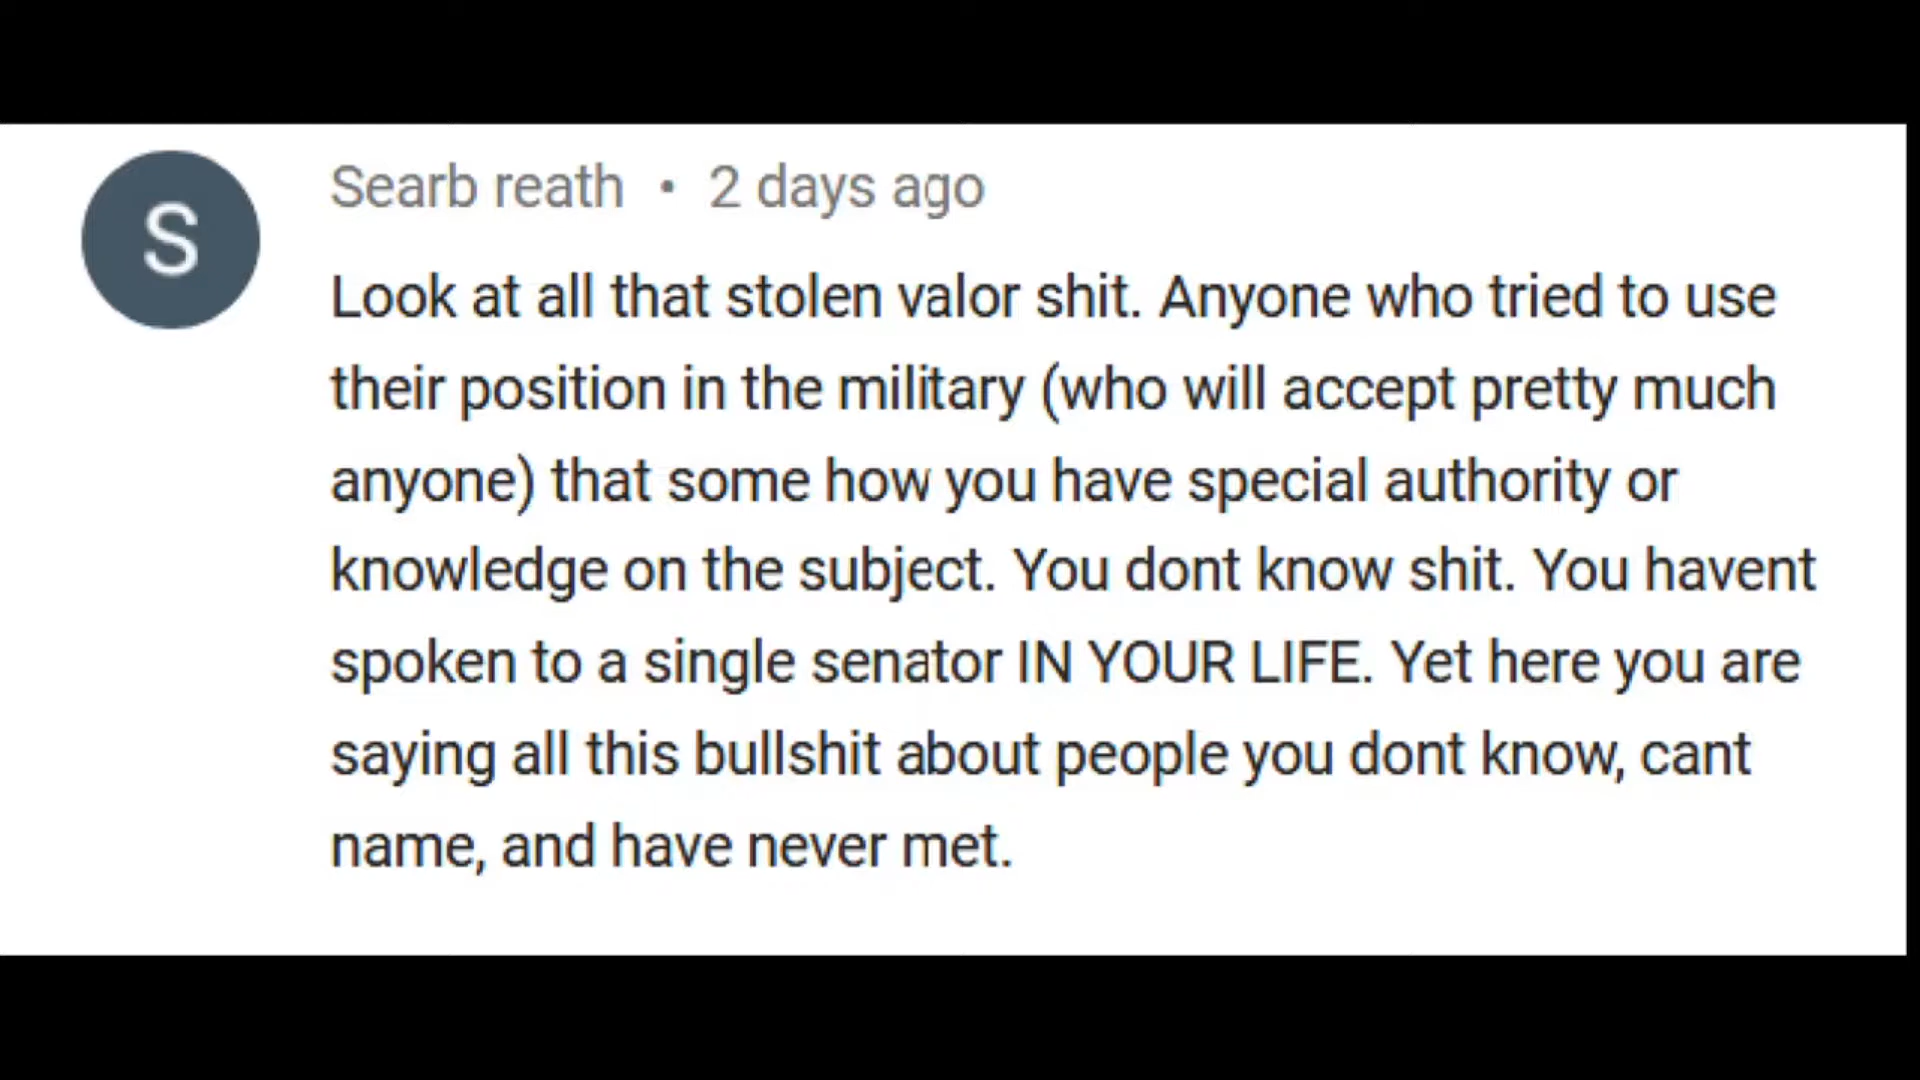 S
Searb reath • 2 days ago
Look at all that stolen valor shit. Anyone who tried to use
their position in the military (who will accept pretty much
anyone) that some how you have special authority or
knowledge on the subject. You dont know shit. You havent
spoken to a single senator IN YOUR LIFE. Yet here you are
saying all this bullshit about people you dont know, cant
name, and have never met.